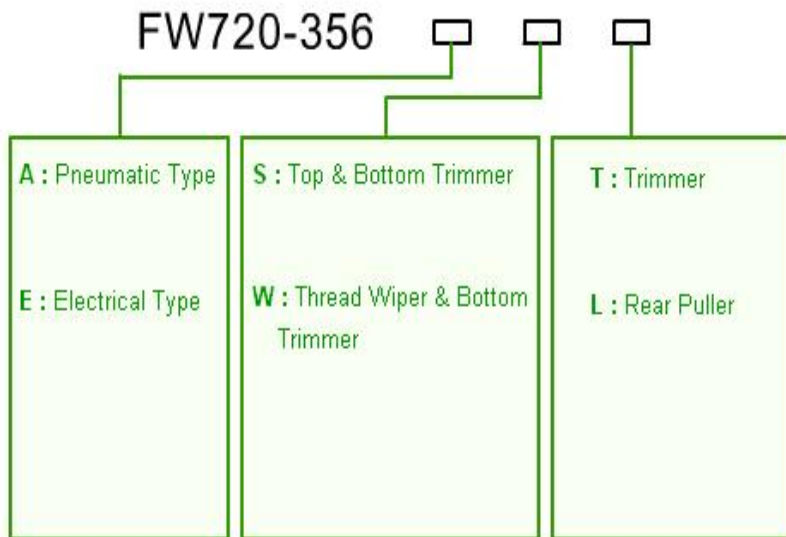 FW720-356
A : Pneumatic Type
E : Electrical Type
S : Top & Bottom Trimmer
W : Thread Wiper & Bottom
Trimmer
T : Trimmer
L : Rear Puller